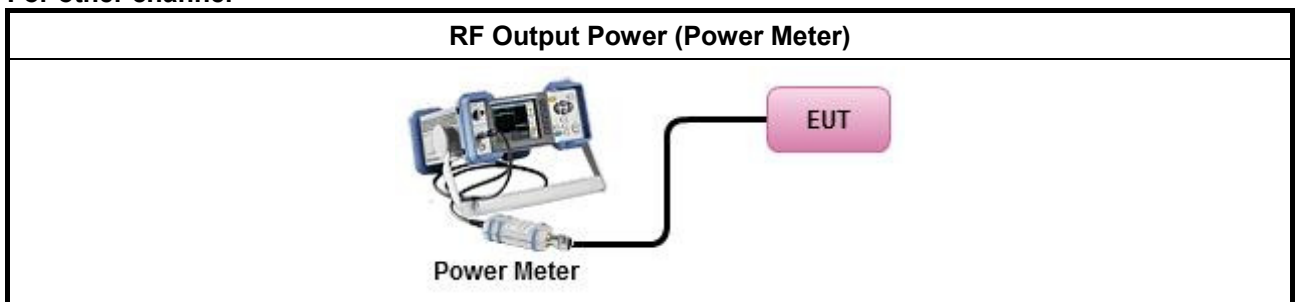 For other channel
RF Output Power (Power Meter)
EUT
Power Meter